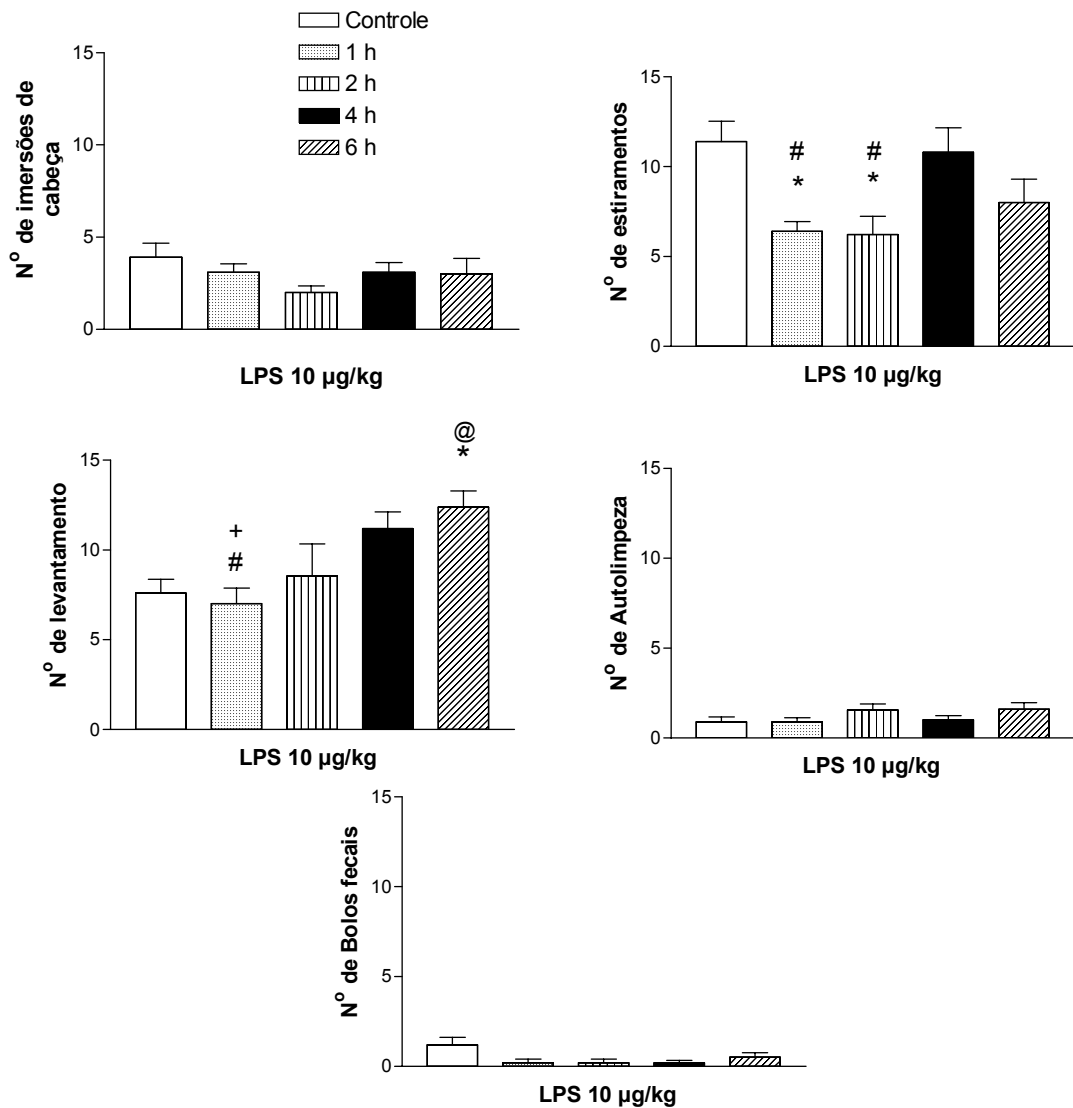 Controle
1 h
2 h
4 h
6 h
15
10
5
0
Nº de imersões de
cabeça
LPS 10 µg/kg
15
10
5
0
Nº de estiramentos
#
*
#
*
LPS 10 µg/kg
15
10
5
0
Nº de levantamento
+
#
@
*
LPS 10 µg/kg
15
10
5
0
Nº de Autolimpeza
LPS 10 µg/kg
15
10
5
0
Nº de Bolos fecais
LPS 10 µg/kg